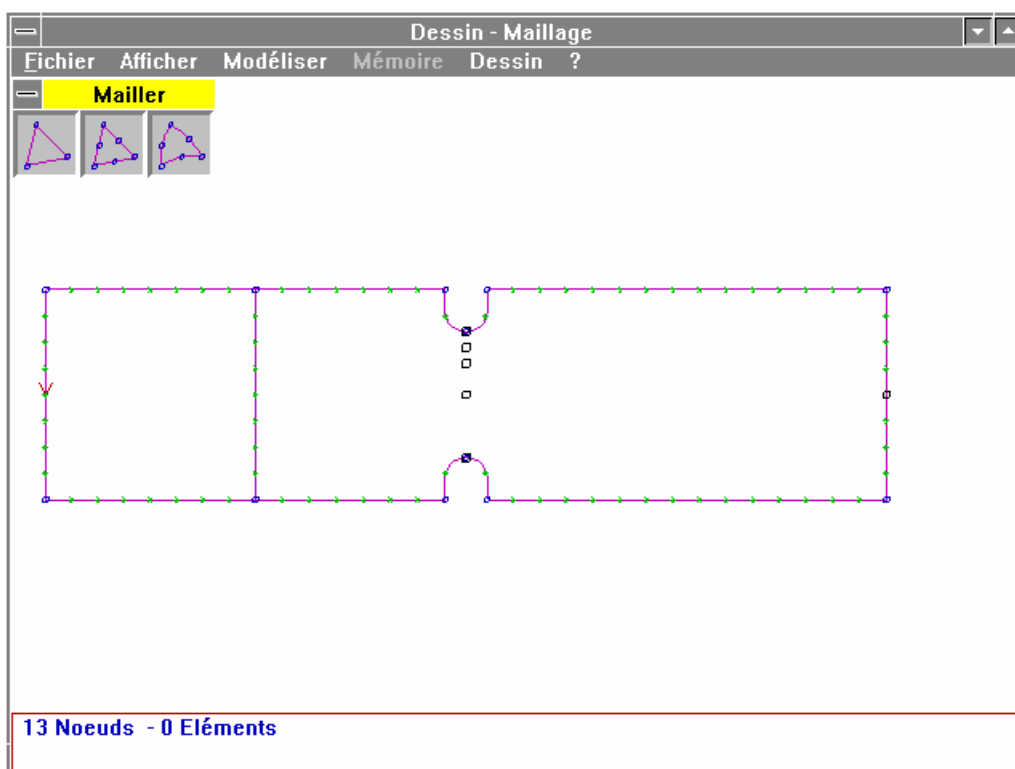 Dessin - Maillage
Fichier Afficher Modéliser Mémoire Dessin ?
Mailler
13 Noeuds - 0 Eléments